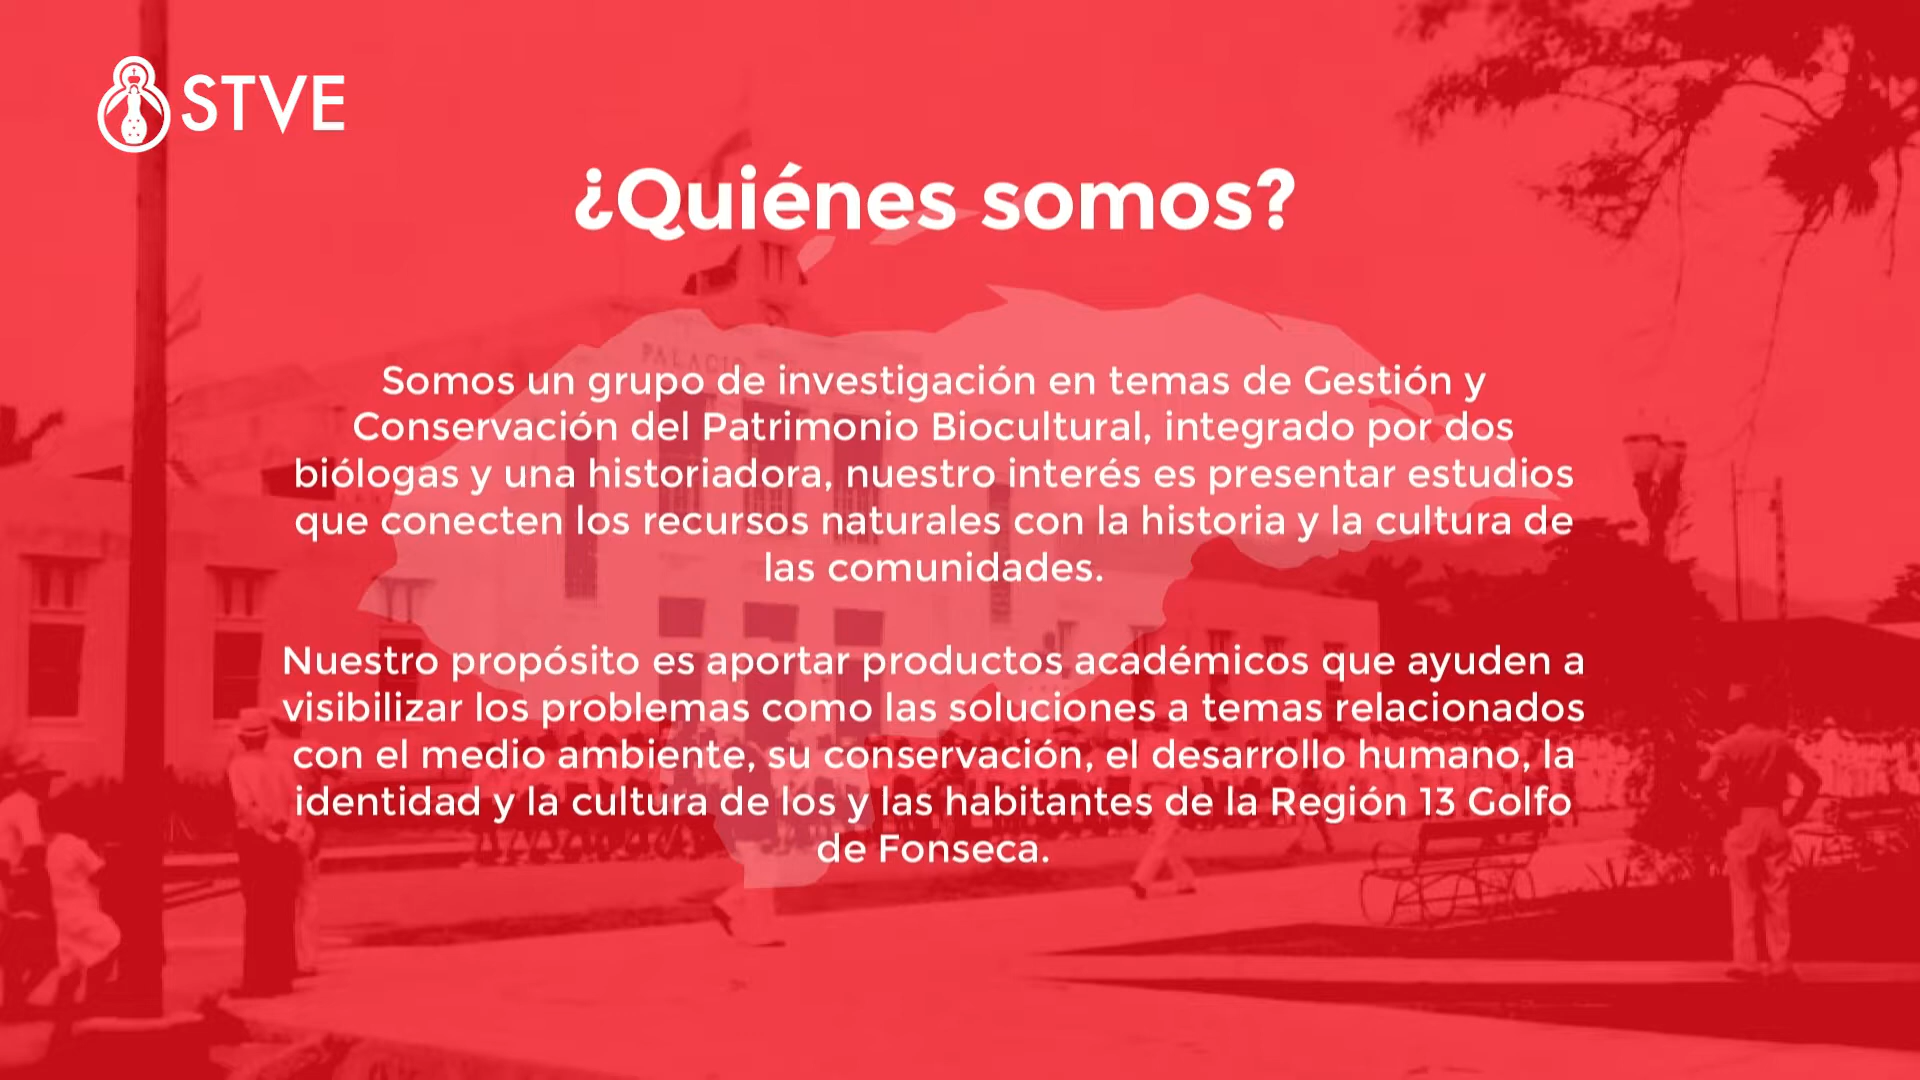 STVE
¿Quiénes somos?
PALACIO
Somos un grupo de investigación en temas de Gestión y
Conservación del Patrimonio Biocultural, integrado por dos
biólogas y una historiadora, nuestro interés es presentar estudios
que conecten los recursos naturales con la historia y la cultura de
las comunidades.
Nuestro propósito es aportar productos académicos que ayuden a
visibilizar los problemas como las soluciones a temas relacionados
con el medio ambiente, su conservación, el desarrollo humano, la
identidad y la cultura de los y las habitantes de la Región 13 Golfo
de Fonseca.